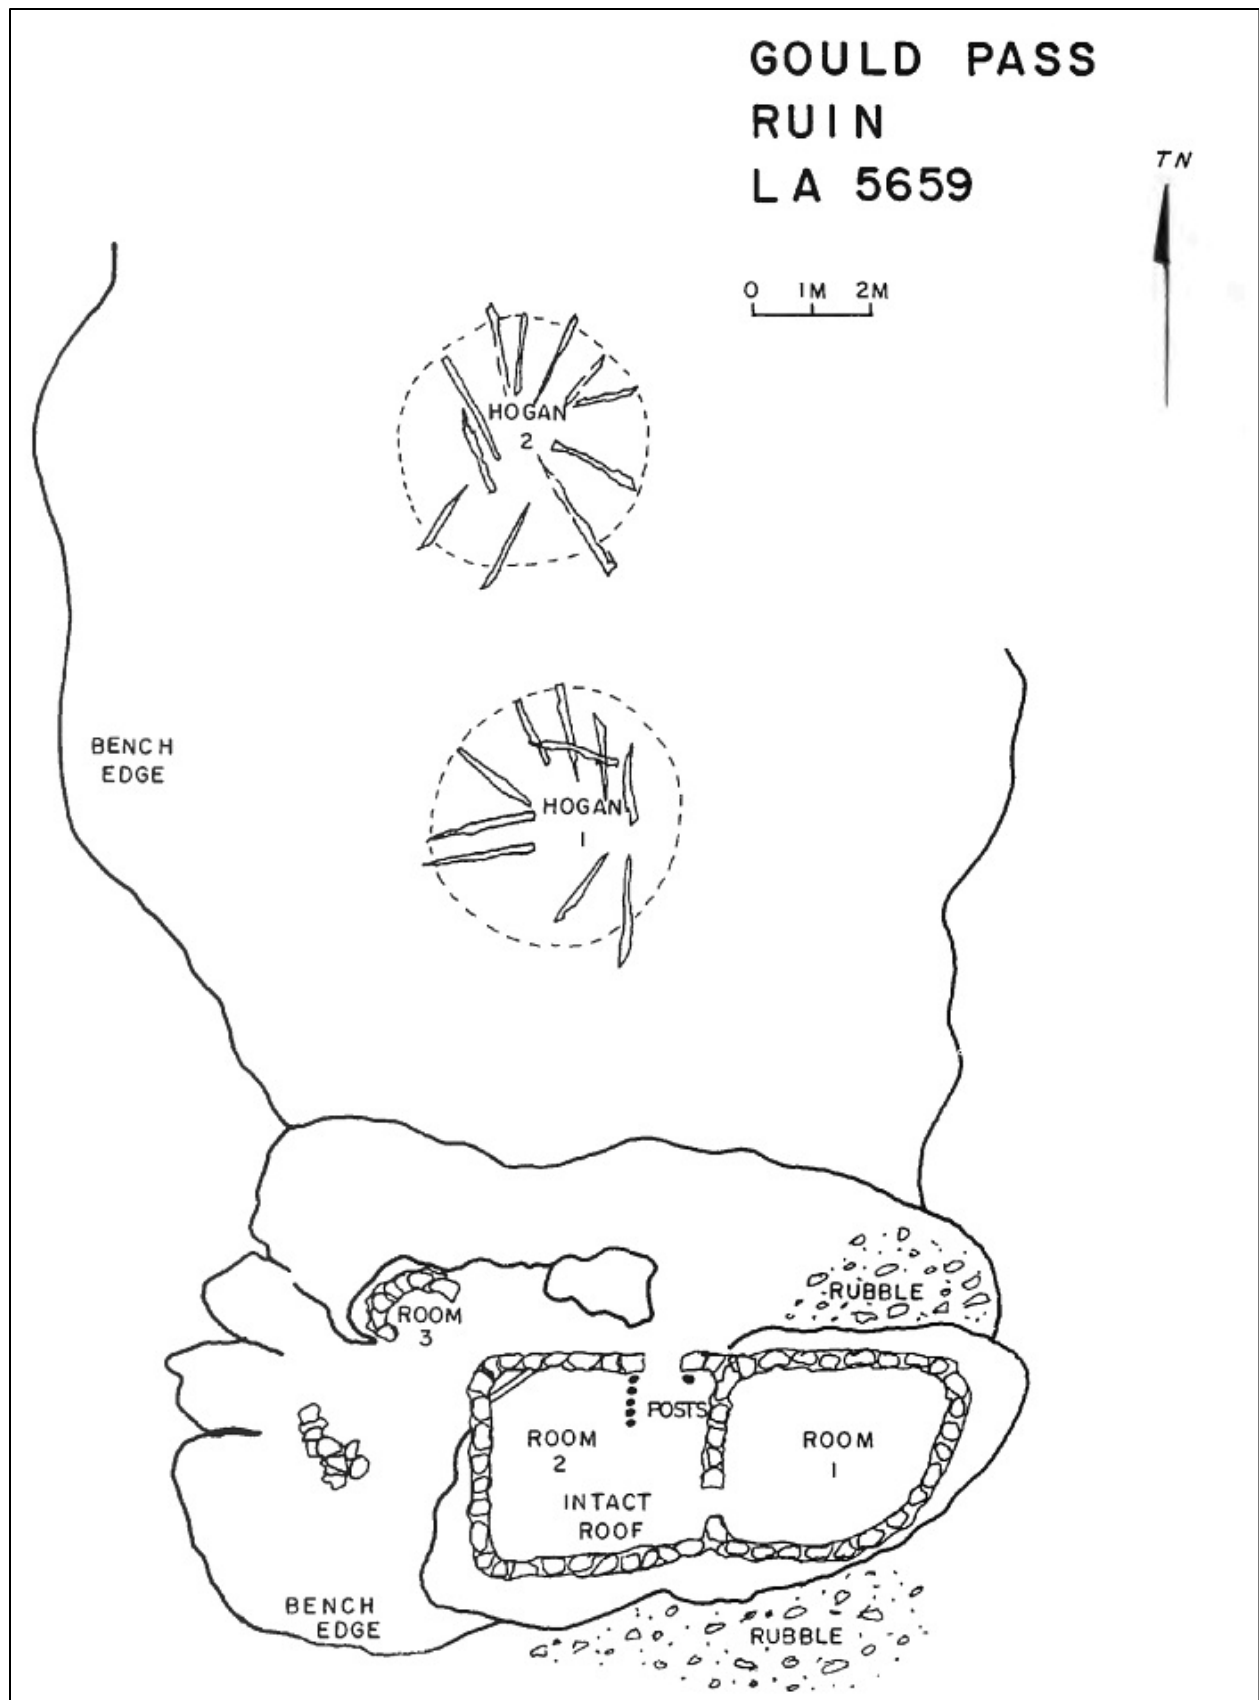 GOULD PASS
RUIN
LA 5659
TN
0 1M 2M
HOGAN
2
BENCH
EDGE
HOGAN
1
RUBBLE
ROOM
3
POSTS
ROOM
2
ROOM
1
INTACT
ROOF
BENCH
EDGE
RUBBLE